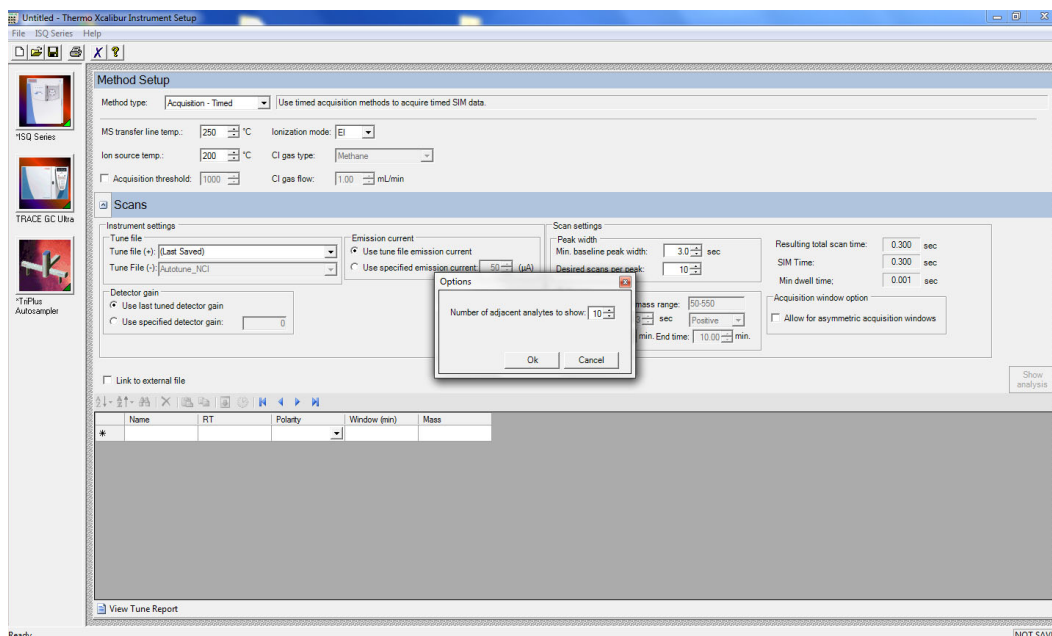 Untitled - Thermo Xcalibur Instrument Setup
File ISQ Series Help
*ISQ Series
TRACE GC Ultra
*TriPlus
Autosampler
Method Setup
Method type: Acquisition - Timed Use timed acquisition methods to acquire timed SIM data.
MS transfer line temp.: 250 °C Ionization mode: EI
Ion source temp.: 200 °C CI gas type: Methane
Acquisition threshold: 1000 CI gas flow: 1.00 mL/min
Scans
Instrument settings
Tune file
Tune file (+): (Last Saved)
Tune File (-): Autotune_NCI
Emission current
Use tune file emission current
Use specified emission current: 50 (µA)
Detector gain
Use last tuned detector gain
Use specified detector gain: 0
Scan settings
Peak width
Min. baseline peak width: 3.0 sec
Desired scans per peak: 10
mass range: 50-550
sec Positive
min. End time: 10.00 min.
Resulting total scan time: 0.300 sec
SIM Time: 0.300 sec
Min dwell time; 0.001 sec
Acquisition window option
Allow for asymmetric acquisition windows
Options
Number of adjacent analytes to show: 10
Ok Cancel
Link to external file
Show
analysis
Name RT Polarity Window (min) Mass
View Tune Report
Ready
NOT SAV